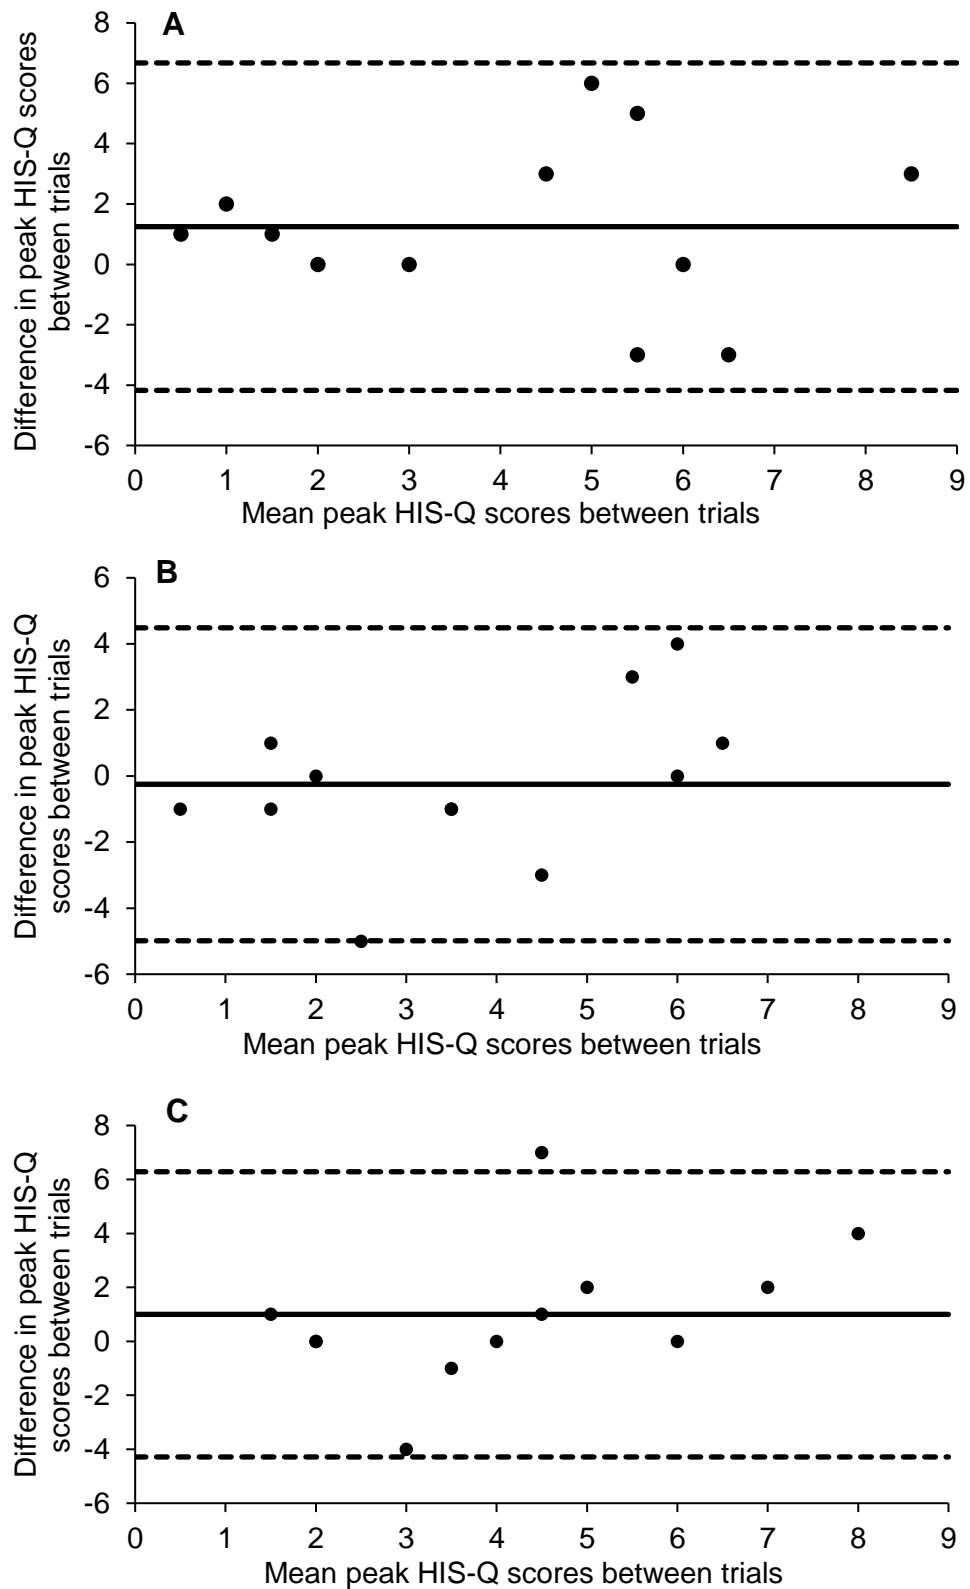 A
Difference in peak HIS-Q scores
between trials
8
6
4
2
0
-2
-4
-6
0 1 2 3 4 5 6 7 8 9
Mean peak HIS-Q scores between trials
B
Difference in peak HIS-Q
scores between trials
6
4
2
0
-2
-4
-6
0 1 2 3 4 5 6 7 8 9
Mean peak HIS-Q scores between trials
C
Difference in peak HIS-Q
scores between trials
8
6
4
2
0
-2
-4
-6
0 1 2 3 4 5 6 7 8 9
Mean peak HIS-Q scores between trials